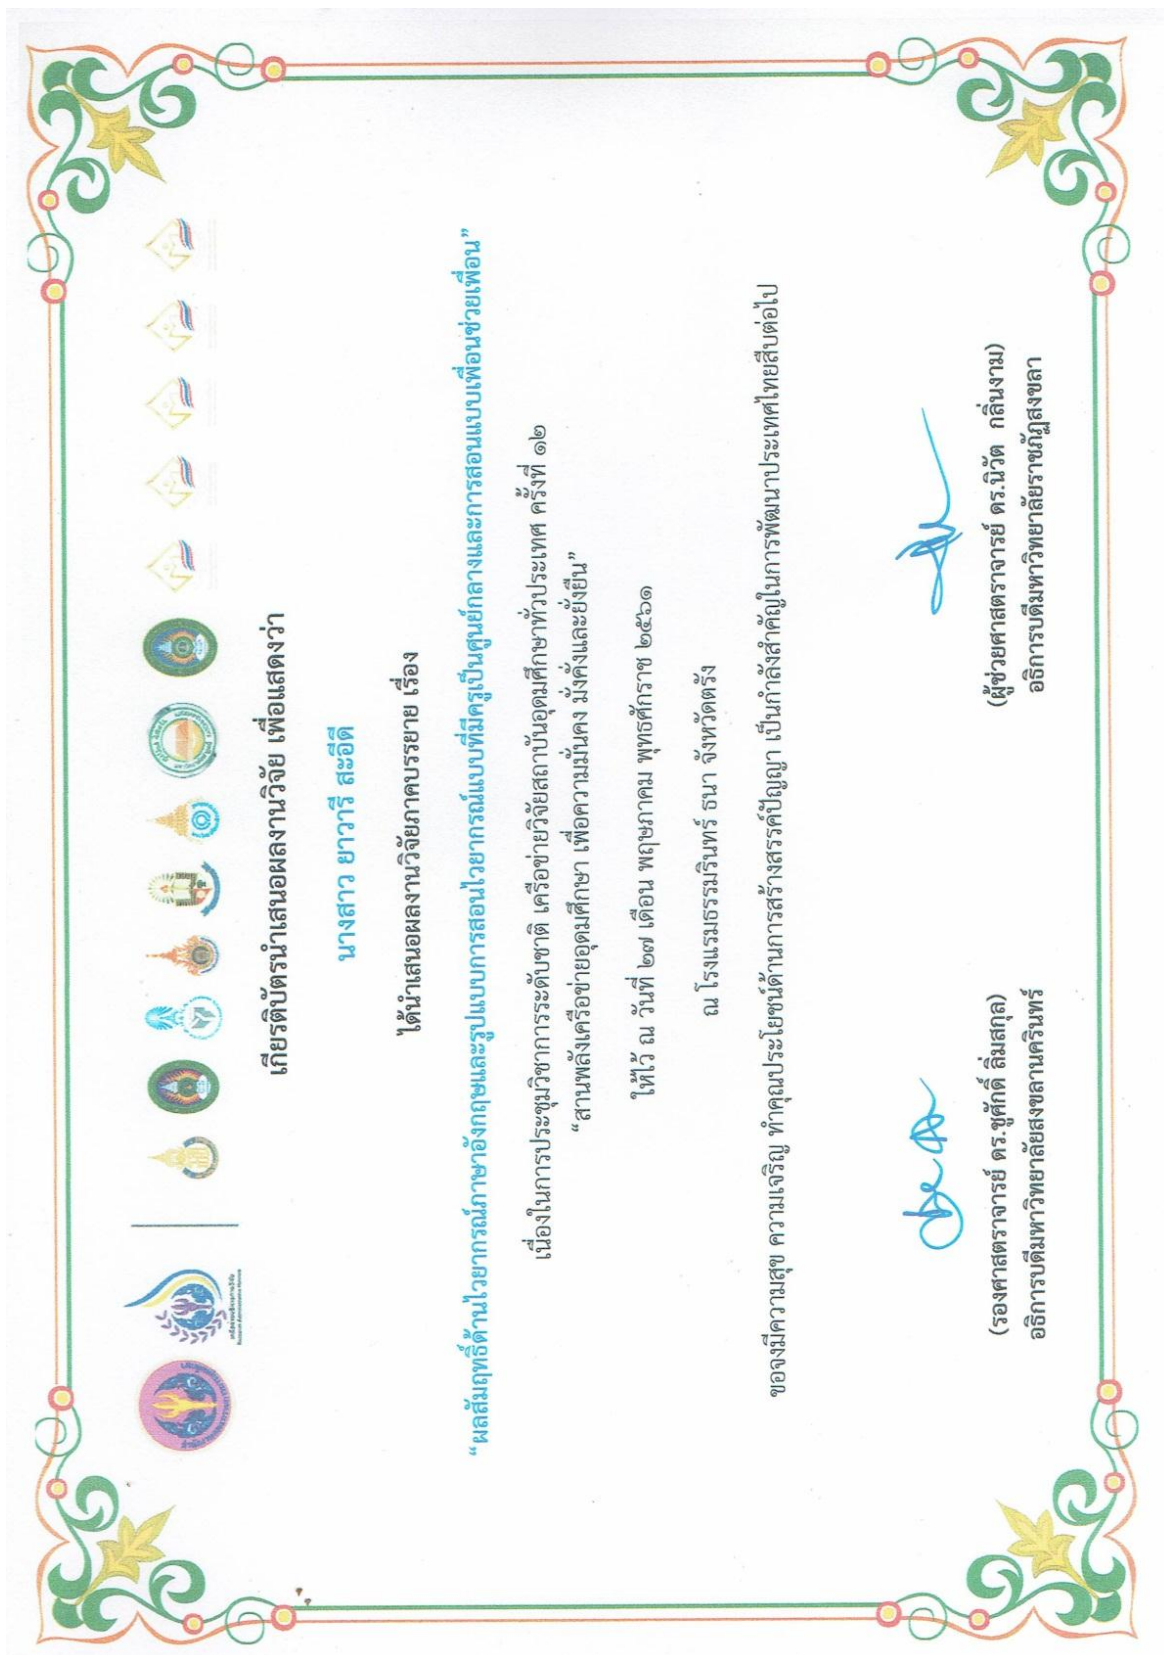 เกียรติบัตรนำเสนอผลงานวิจัย เพื่อแสดงว่า
นางสาว ยาวารี สะอีดี
ได้นำเสนอผลงานวิจัยภาคบรรยาย เรื่อง
“ผลสัมฤทธิ์ด้านไวยากรณ์ภาษาอังกฤษและรูปแบบการสอนไวยากรณ์แบบที่มีครูเป็นศูนย์กลางและการสอนแบบเพื่อนช่วยเพื่อน”
เนื่องในการประชุมวิชาการระดับชาติ เครือข่ายวิจัยสถาบันอุดมศึกษาทั่วประเทศ ครั้งที่ ๑๒
“สานพลังเครือข่ายอุดมศึกษา เพื่อความมั่นคง มั่งคั่งและยั่งยืน”
ให้ไว้ ณ วันที่ ๒๗ เดือน พฤษภาคม พุทธศักราช ๒๕๖๑
ณ โรงแรมธรรมรินทร์ ธนา จังหวัดตรัง
ขอจงมีความสุข ความเจริญ ทำคุณประโยชน์ด้านการสร้างสรรค์ปัญญา เป็นกำลังสำคัญในการพัฒนาประเทศไทยสืบต่อไป
(รองศาสตราจารย์ ดร.ชูศักดิ์ ลิ่มสกุล)
อธิการบดีมหาวิทยาลัยสงขลานครินทร์
(ผู้ช่วยศาสตราจารย์ ดร.นิวัต กลิ่นงาม)
อธิการบดีมหาวิทยาลัยราชภัฏสงขลา